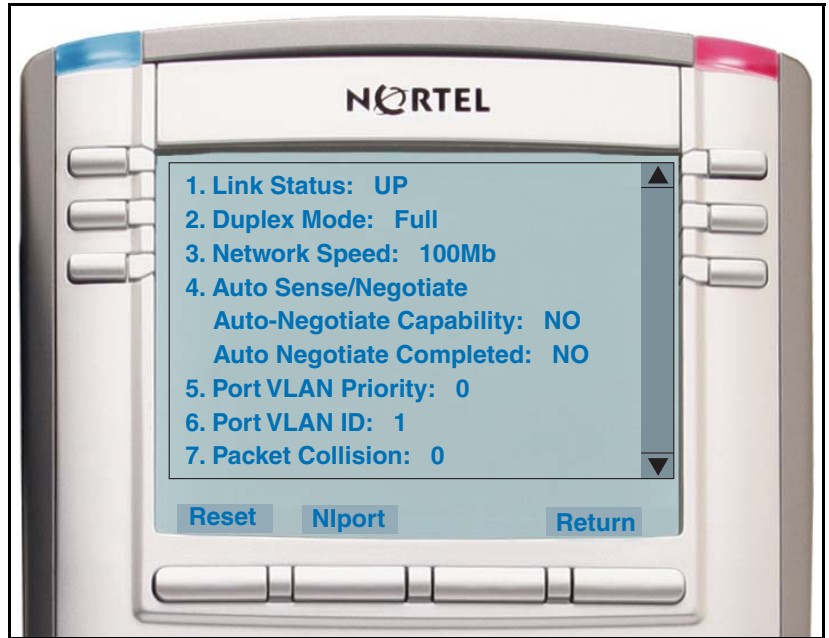 NORTEL
1. Link Status: UP
2. Duplex Mode: Full
3. Network Speed: 100Mb
4. Auto Sense/Negotiate
Auto-Negotiate Capability: NO
Auto Negotiate Completed: NO
5. Port VLAN Priority: 0
6. Port VLAN ID: 1
7. Packet Collision: 0
Reset NIport Return